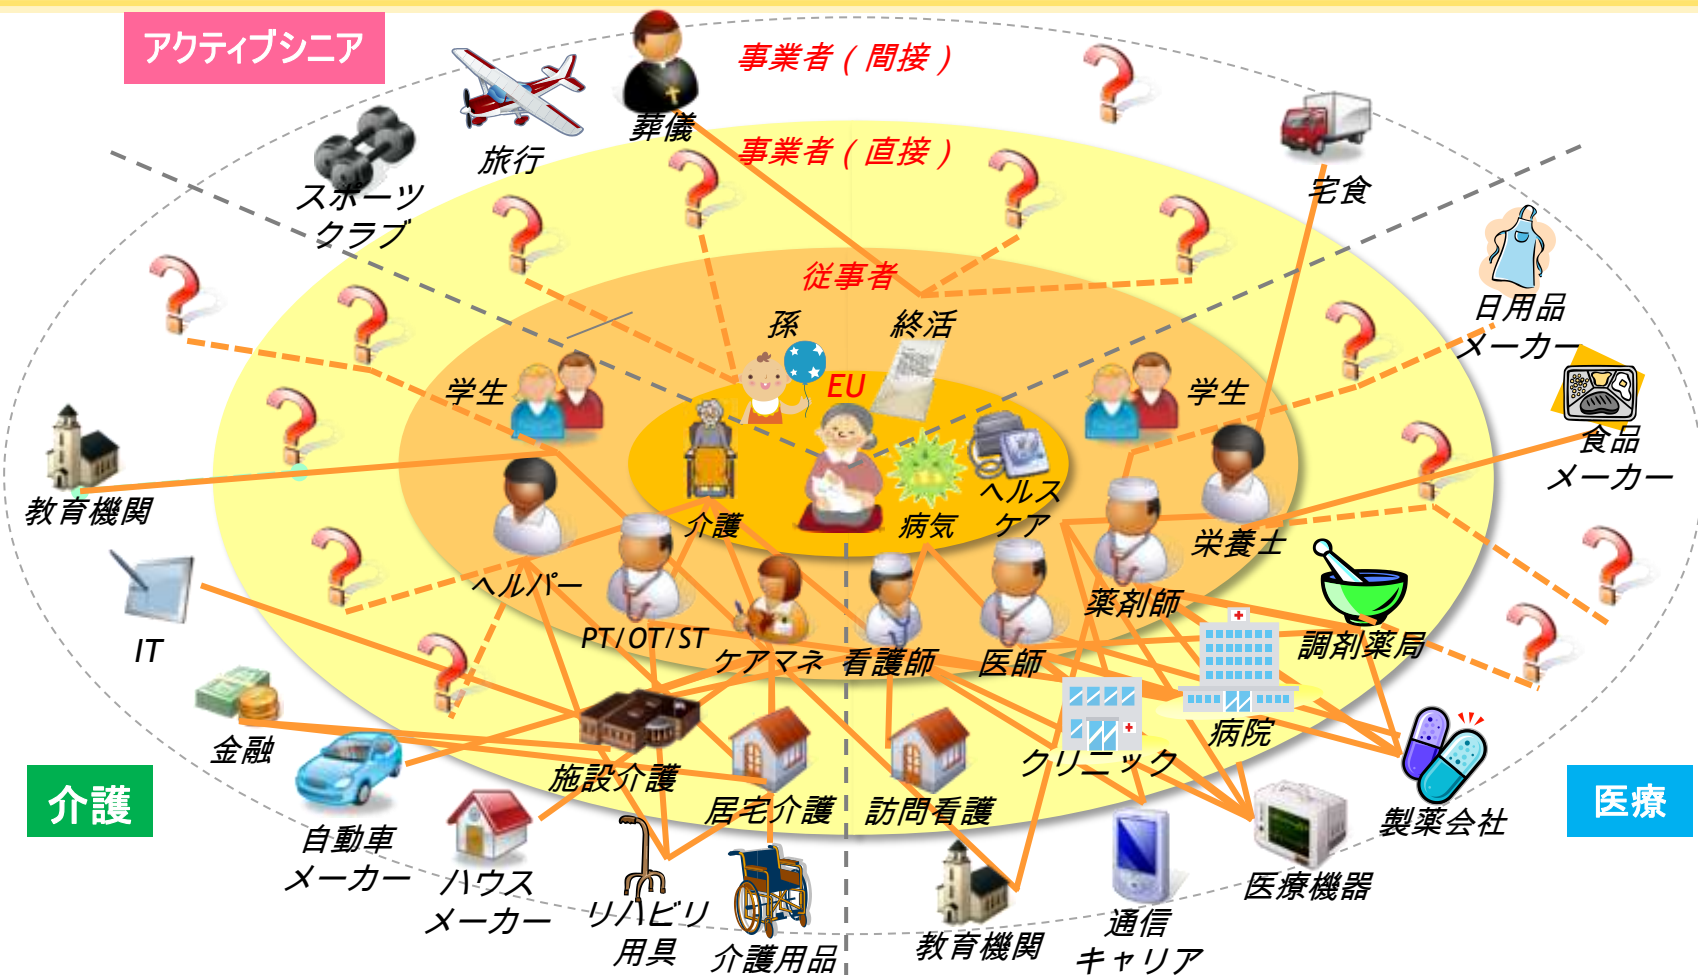 アクティブシニア
事業者(間接)
葬儀
旅行
事業者(直接)
スポーツ
クラブ
宅食
従事者
日用品
メーカー
孫
終活
EU
学生
学生
食品
メーカー
教育機関
介護
病気
ヘルス
ケア
栄養士
ヘルパー
薬剤師
PT/OT/ST
ケアマネ
看護師
医師
調剤薬局
IT
金融
病院
施設介護
クリニック
居宅介護
訪問看護
介護
医療
自動車
メーカー
製薬会社
ハウス
メーカー
医療機器
リハビリ
用具
介護用品
教育機関
通信
キャリア